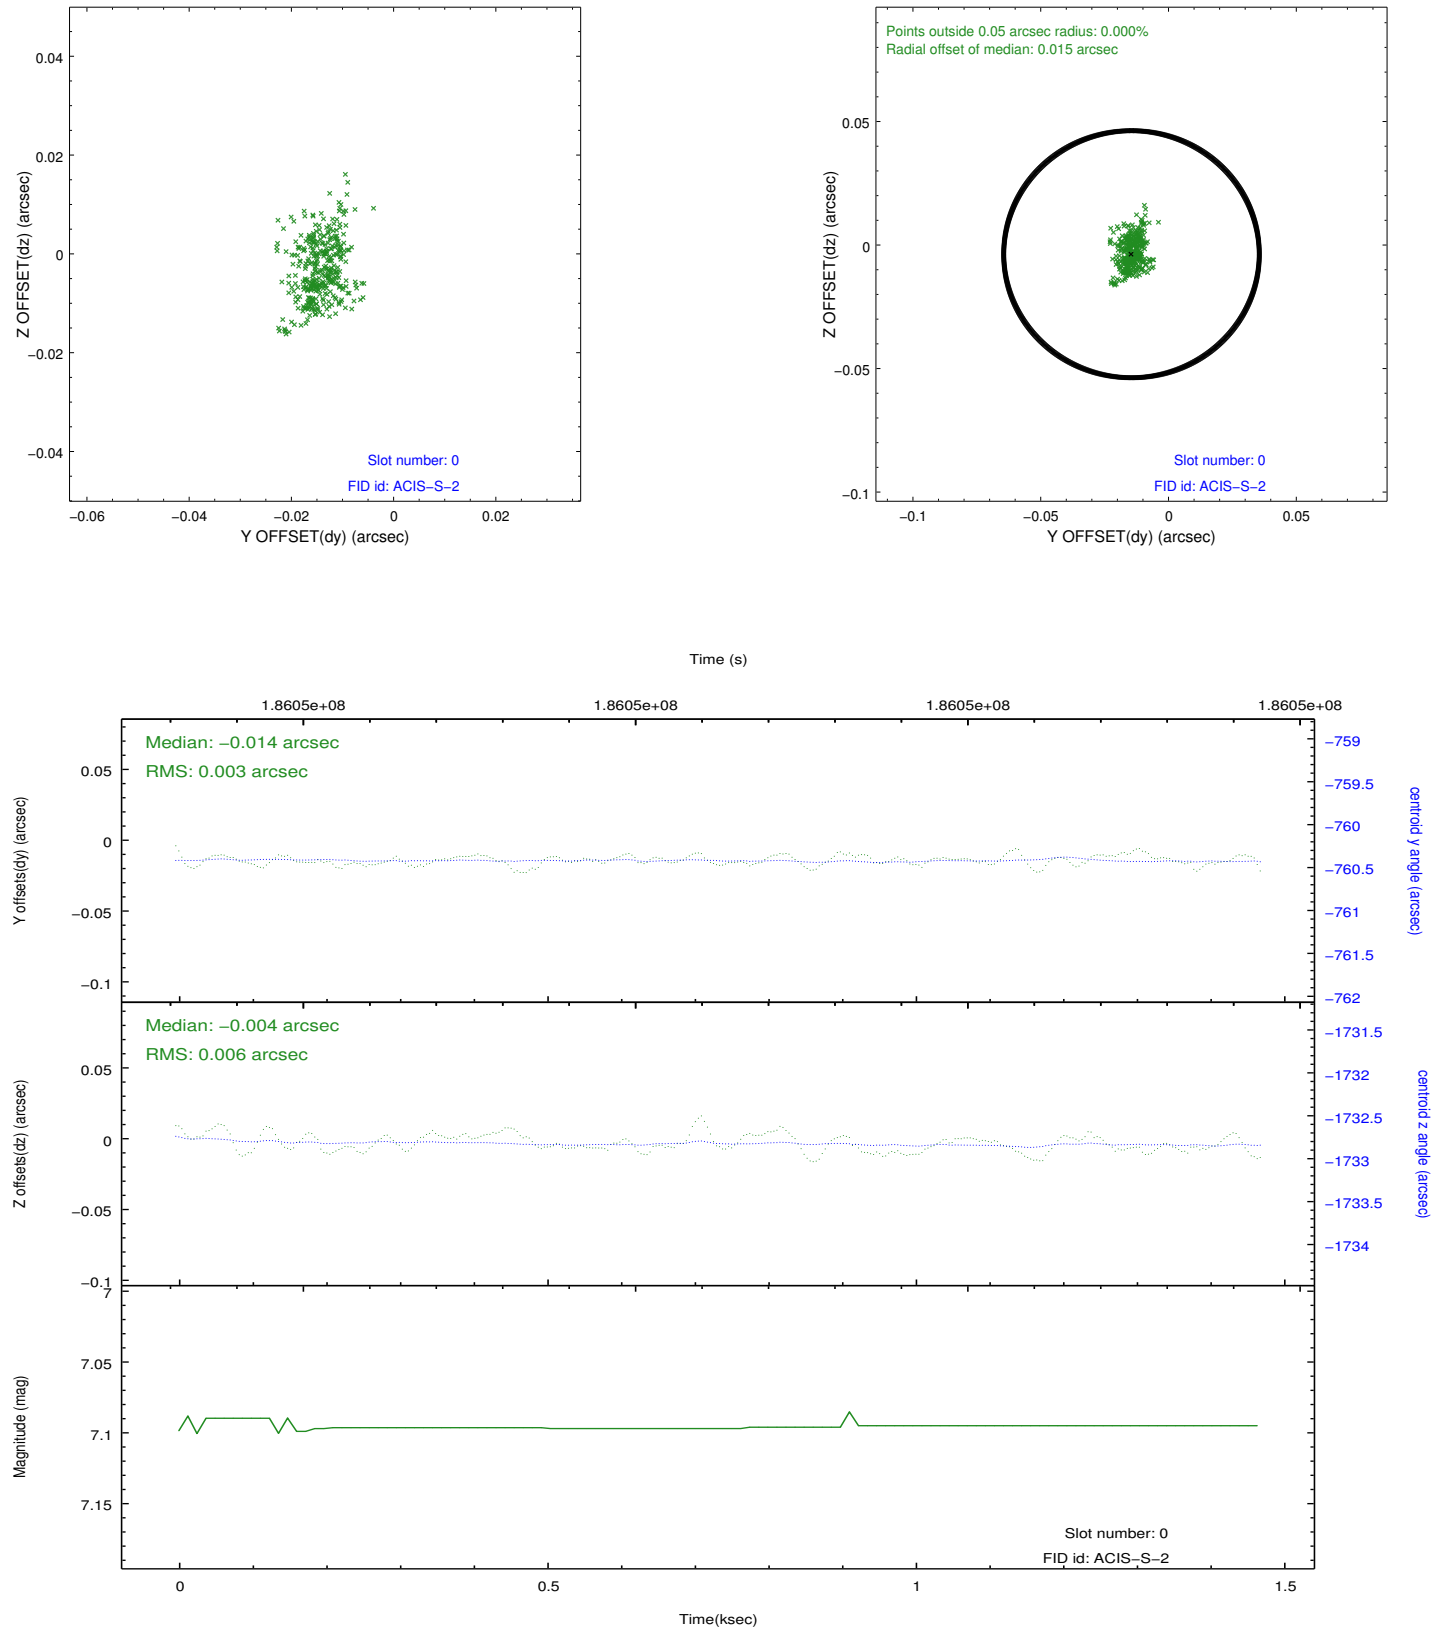 0.04
0.02
0
−0.02
−0.04
Z OFFSET(dz) (arcsec)
Slot number: 0
FID id: ACIS−S−2
−0.06
−0.04
−0.02
0
0.02
Y OFFSET(dy) (arcsec)
Points outside 0.05 arcsec radius: 0.000%
Radial offset of median: 0.015 arcsec
0.05
0
−0.05
−0.1
Z OFFSET(dz) (arcsec)
Slot number: 0
FID id: ACIS−S−2
−0.1
−0.05
0
0.05
Y OFFSET(dy) (arcsec)
Time (s)
1.8605e+08
1.8605e+08
1.8605e+08
1.8605e+08
Median: −0.014 arcsec
RMS: 0.003 arcsec
0.05
0
−0.05
−0.1
Y offsets(dy) (arcsec)
−759
−759.5
−760
−760.5
−761
−761.5
−762
centroid y angle (arcsec)
Median: −0.004 arcsec
RMS: 0.006 arcsec
0.05
0
−0.05
−0.1
Z offsets(dz) (arcsec)
−1731.5
−1732
−1732.5
−1733
−1733.5
−1734
centroid z angle (arcsec)
7
7.05
7.1
7.15
Magnitude (mag)
Slot number: 0
FID id: ACIS−S−2
0
0.5
1
1.5
Time(ksec)